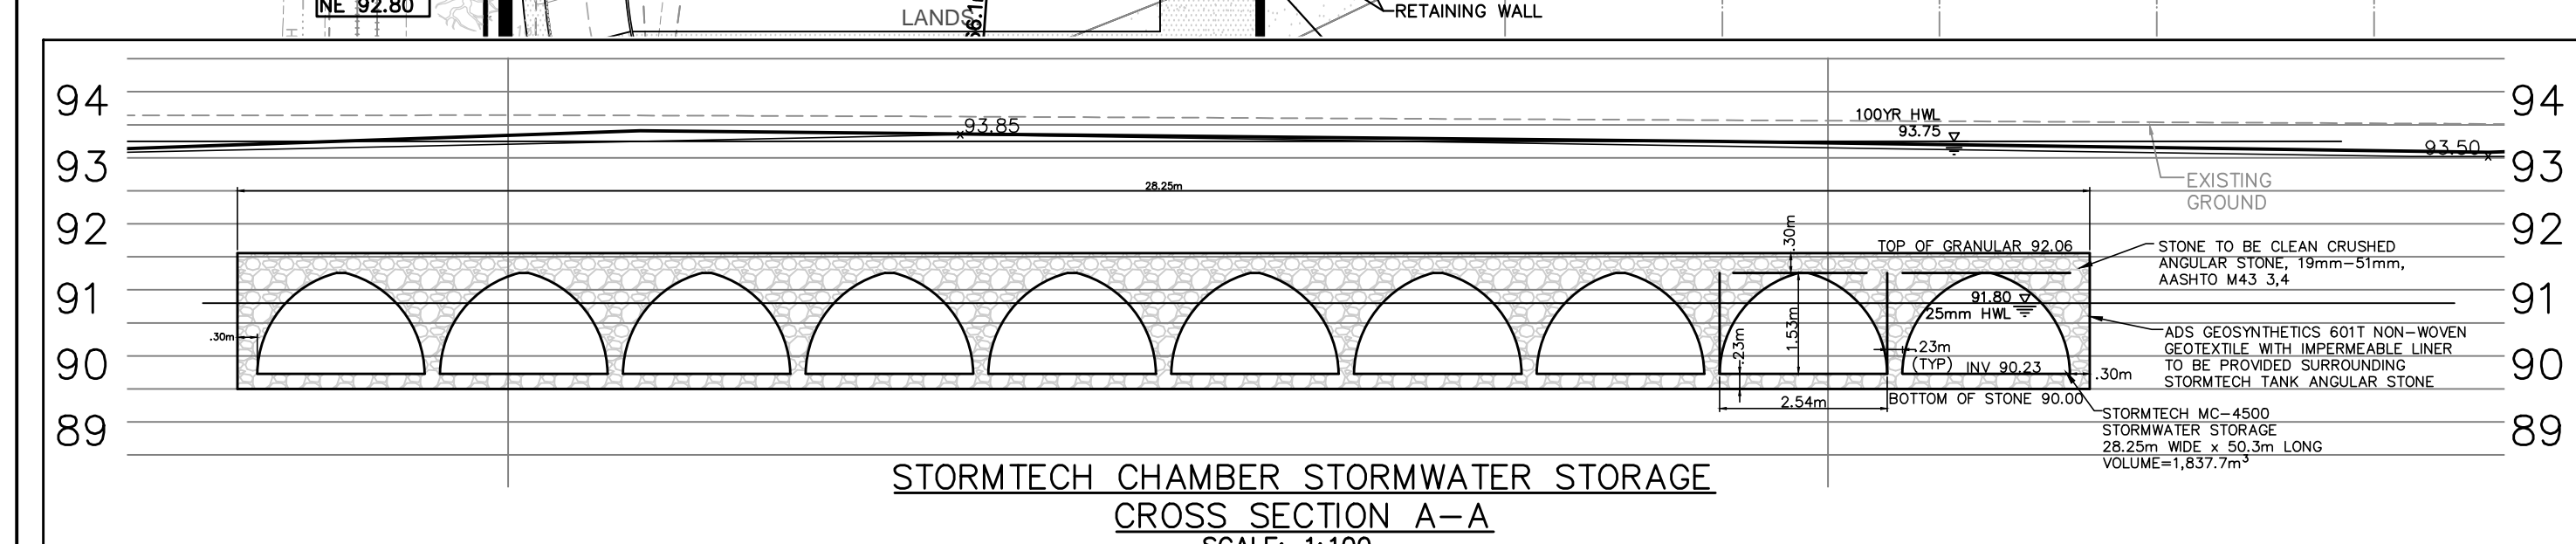 NE 92.80
LANDS
RETAINING WALL
94
94
100YR HWL
93.85
93.75
93
93.50
93
28.25m
EXISTING
GROUND
92
92
.30m
TOP OF GRANULAR 92.06
STONE TO BE CLEAN CRUSHED
ANGULAR STONE, 19mm-51mm,
AASHTO M43 3,4
91
91
91.80
25mm HWL
1.53m
.30m
.23m
.23m
(TYP)
INV 90.23
ADS GEOSYNTHETICS 601T NON-WOVEN
GEOTEXTILE WITH IMPERMEABLE LINER
TO BE PROVIDED SURROUNDING
STORMTECH TANK ANGULAR STONE
90
90
.30m
2.54m
BOTTOM OF STONE 90.00
STORMTECH MC-4500
STORMWATER STORAGE
28.25m WIDE x 50.3m LONG
VOLUME=1,837.7m³
89
89
STORMTECH CHAMBER STORMWATER STORAGE
CROSS SECTION A-A
SCALE: 1:100